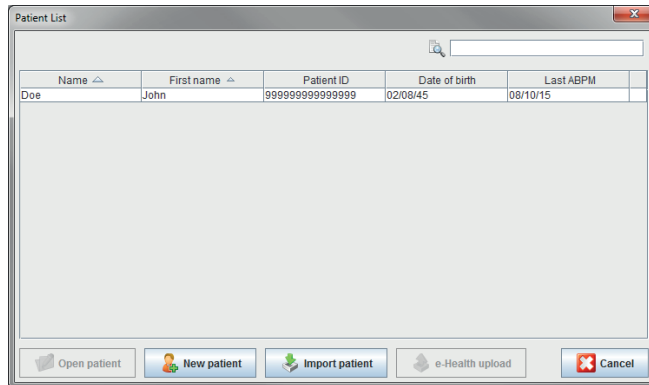 Patient List
Name First name Patient ID Date of birth Last ABPM
Doe John 999999999999999 02/08/45 08/10/15
Open patient New patient Import patient e-Health upload Cancel